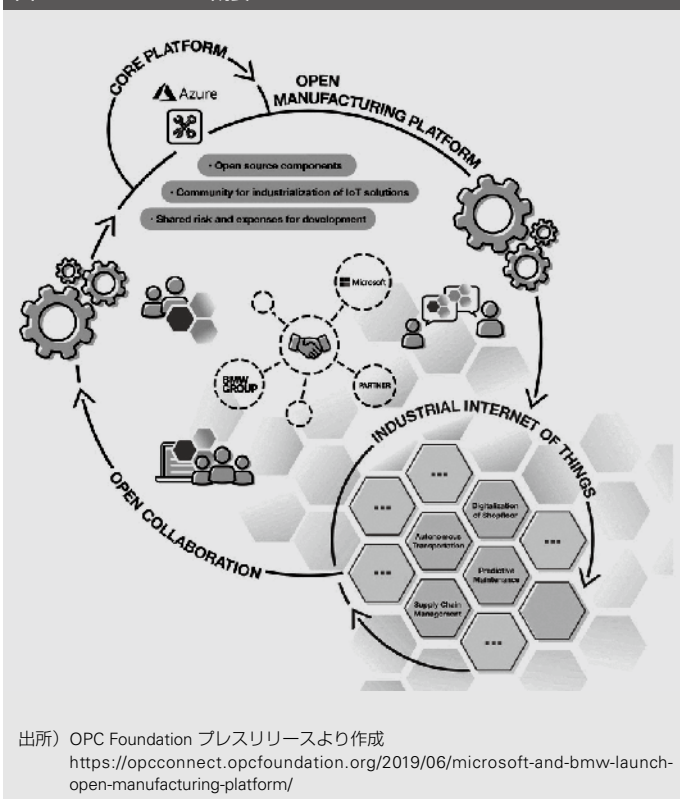 CORE PLATFORM
Azure
OPEN
MANUFACTURING PLATFORM
· Open source components
· Community for industrialization of IoT solutions
· Shared risk and expenses for development
Microsoft
BMW
GROUP
PARTNER
INDUSTRIAL INTERNET OF THINGS
OPEN COLLABORATION
...
...
Digitalization
of Shopfloor
Autonomous
Transportation
...
...
Predictive
Maintenance
Supply Chain
Management
...
出所）OPC Foundation プレスリリースより作成
https://opcconnect.opcfoundation.org/2019/06/microsoft-and-bmw-launch-
open-manufacturing-platform/